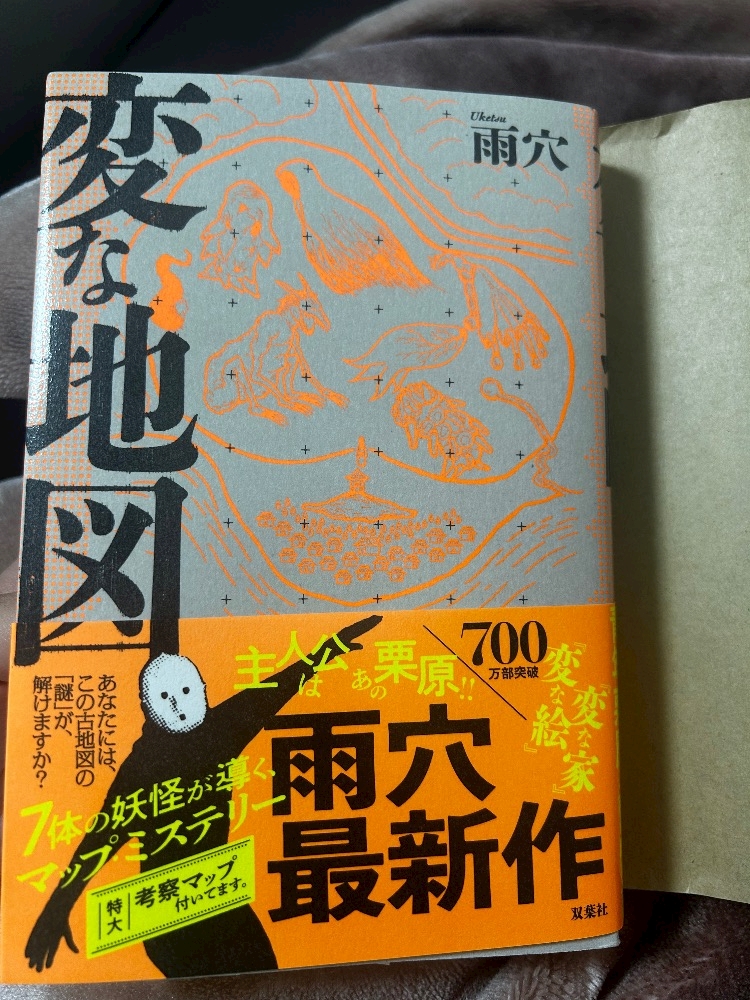 変な地図
Uketsu
雨穴
主人公はあの栗原!!
700
万部突破
『変な家』
『変な絵』
あなたには、
この古地図の
「謎」が、
解けますか?
雨穴
最新作
7体の妖怪が導く、
マップ・ミステリー
特大
考察マップ
付いてます。
双葉社